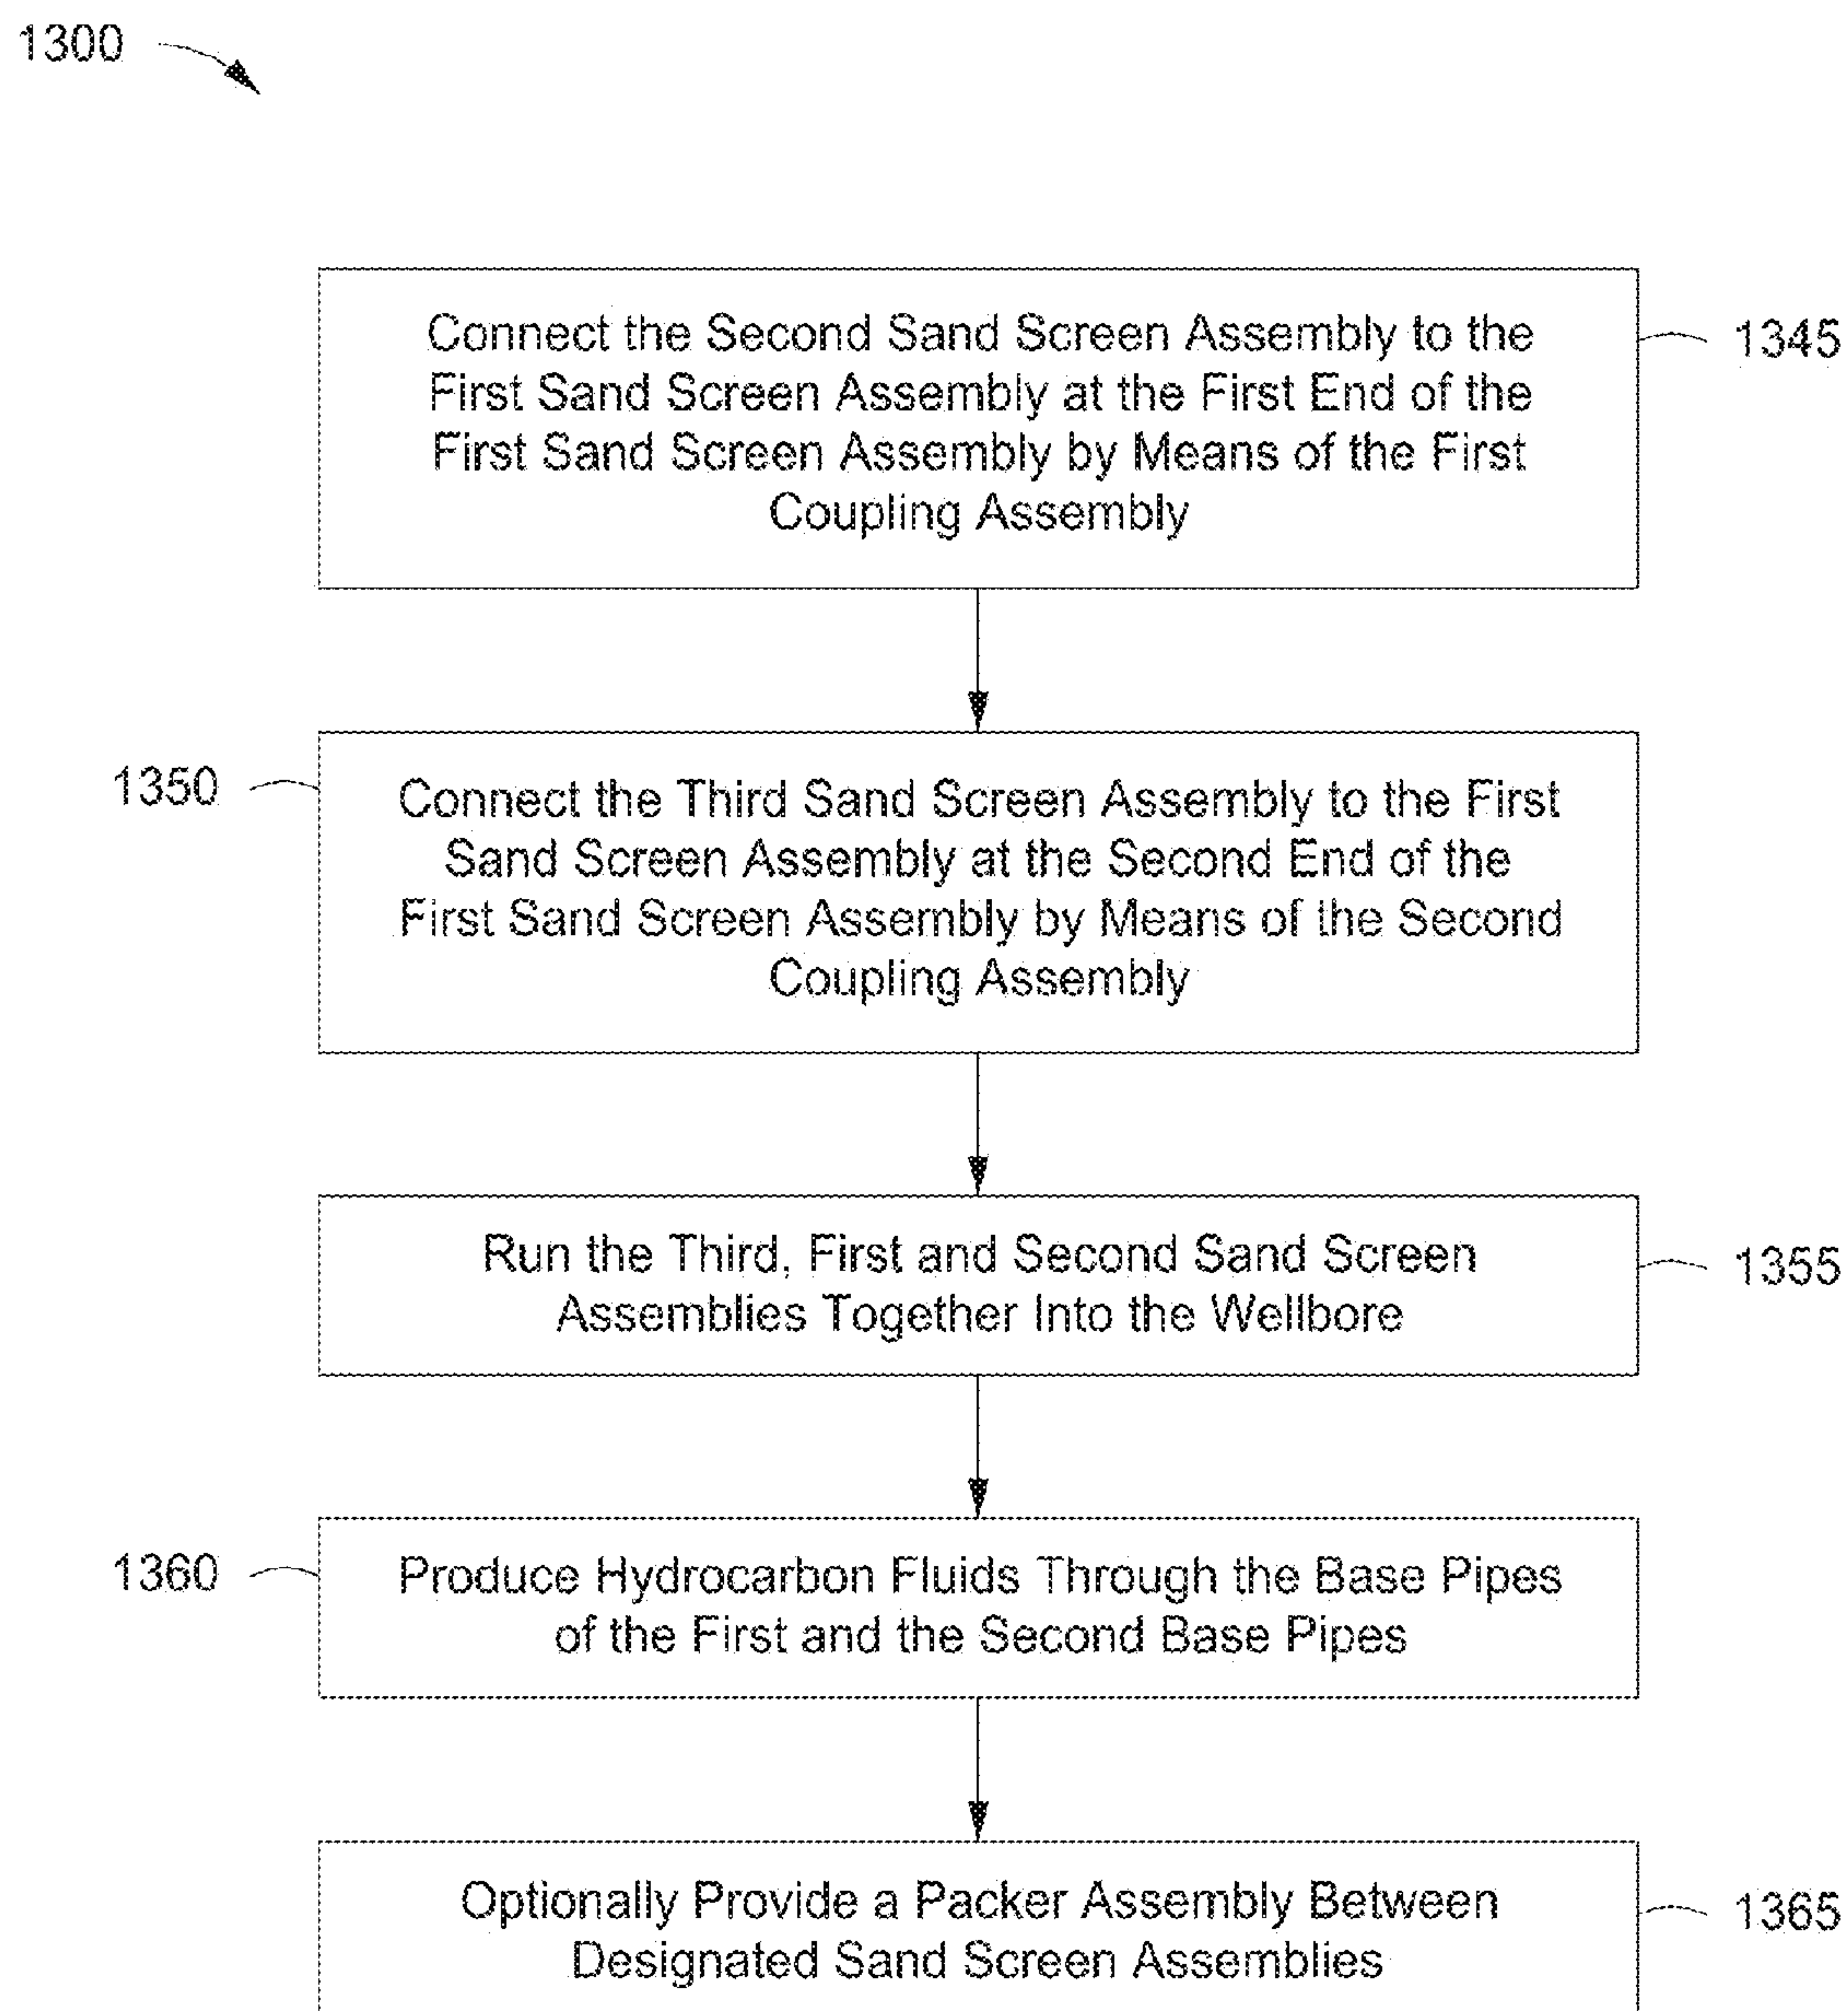 1300
Connect the Second Sand Screen Assembly to the
First Sand Screen Assembly at the First End of the
First Sand Screen Assembly by Means of the First
Coupling Assembly
1345
1350
Connect the Third Sand Screen Assembly to the First
Sand Screen Assembly at the Second End of the
First Sand Screen Assembly by Means of the Second
Coupling Assembly
Run the Third, First and Second Sand Screen
Assemblies Together Into the Wellbore
1355
1360
Produce Hydrocarbon Fluids Through the Base Pipes
of the First and the Second Base Pipes
Optionally Provide a Packer Assembly Between
Designated Sand Screen Assemblies
1365